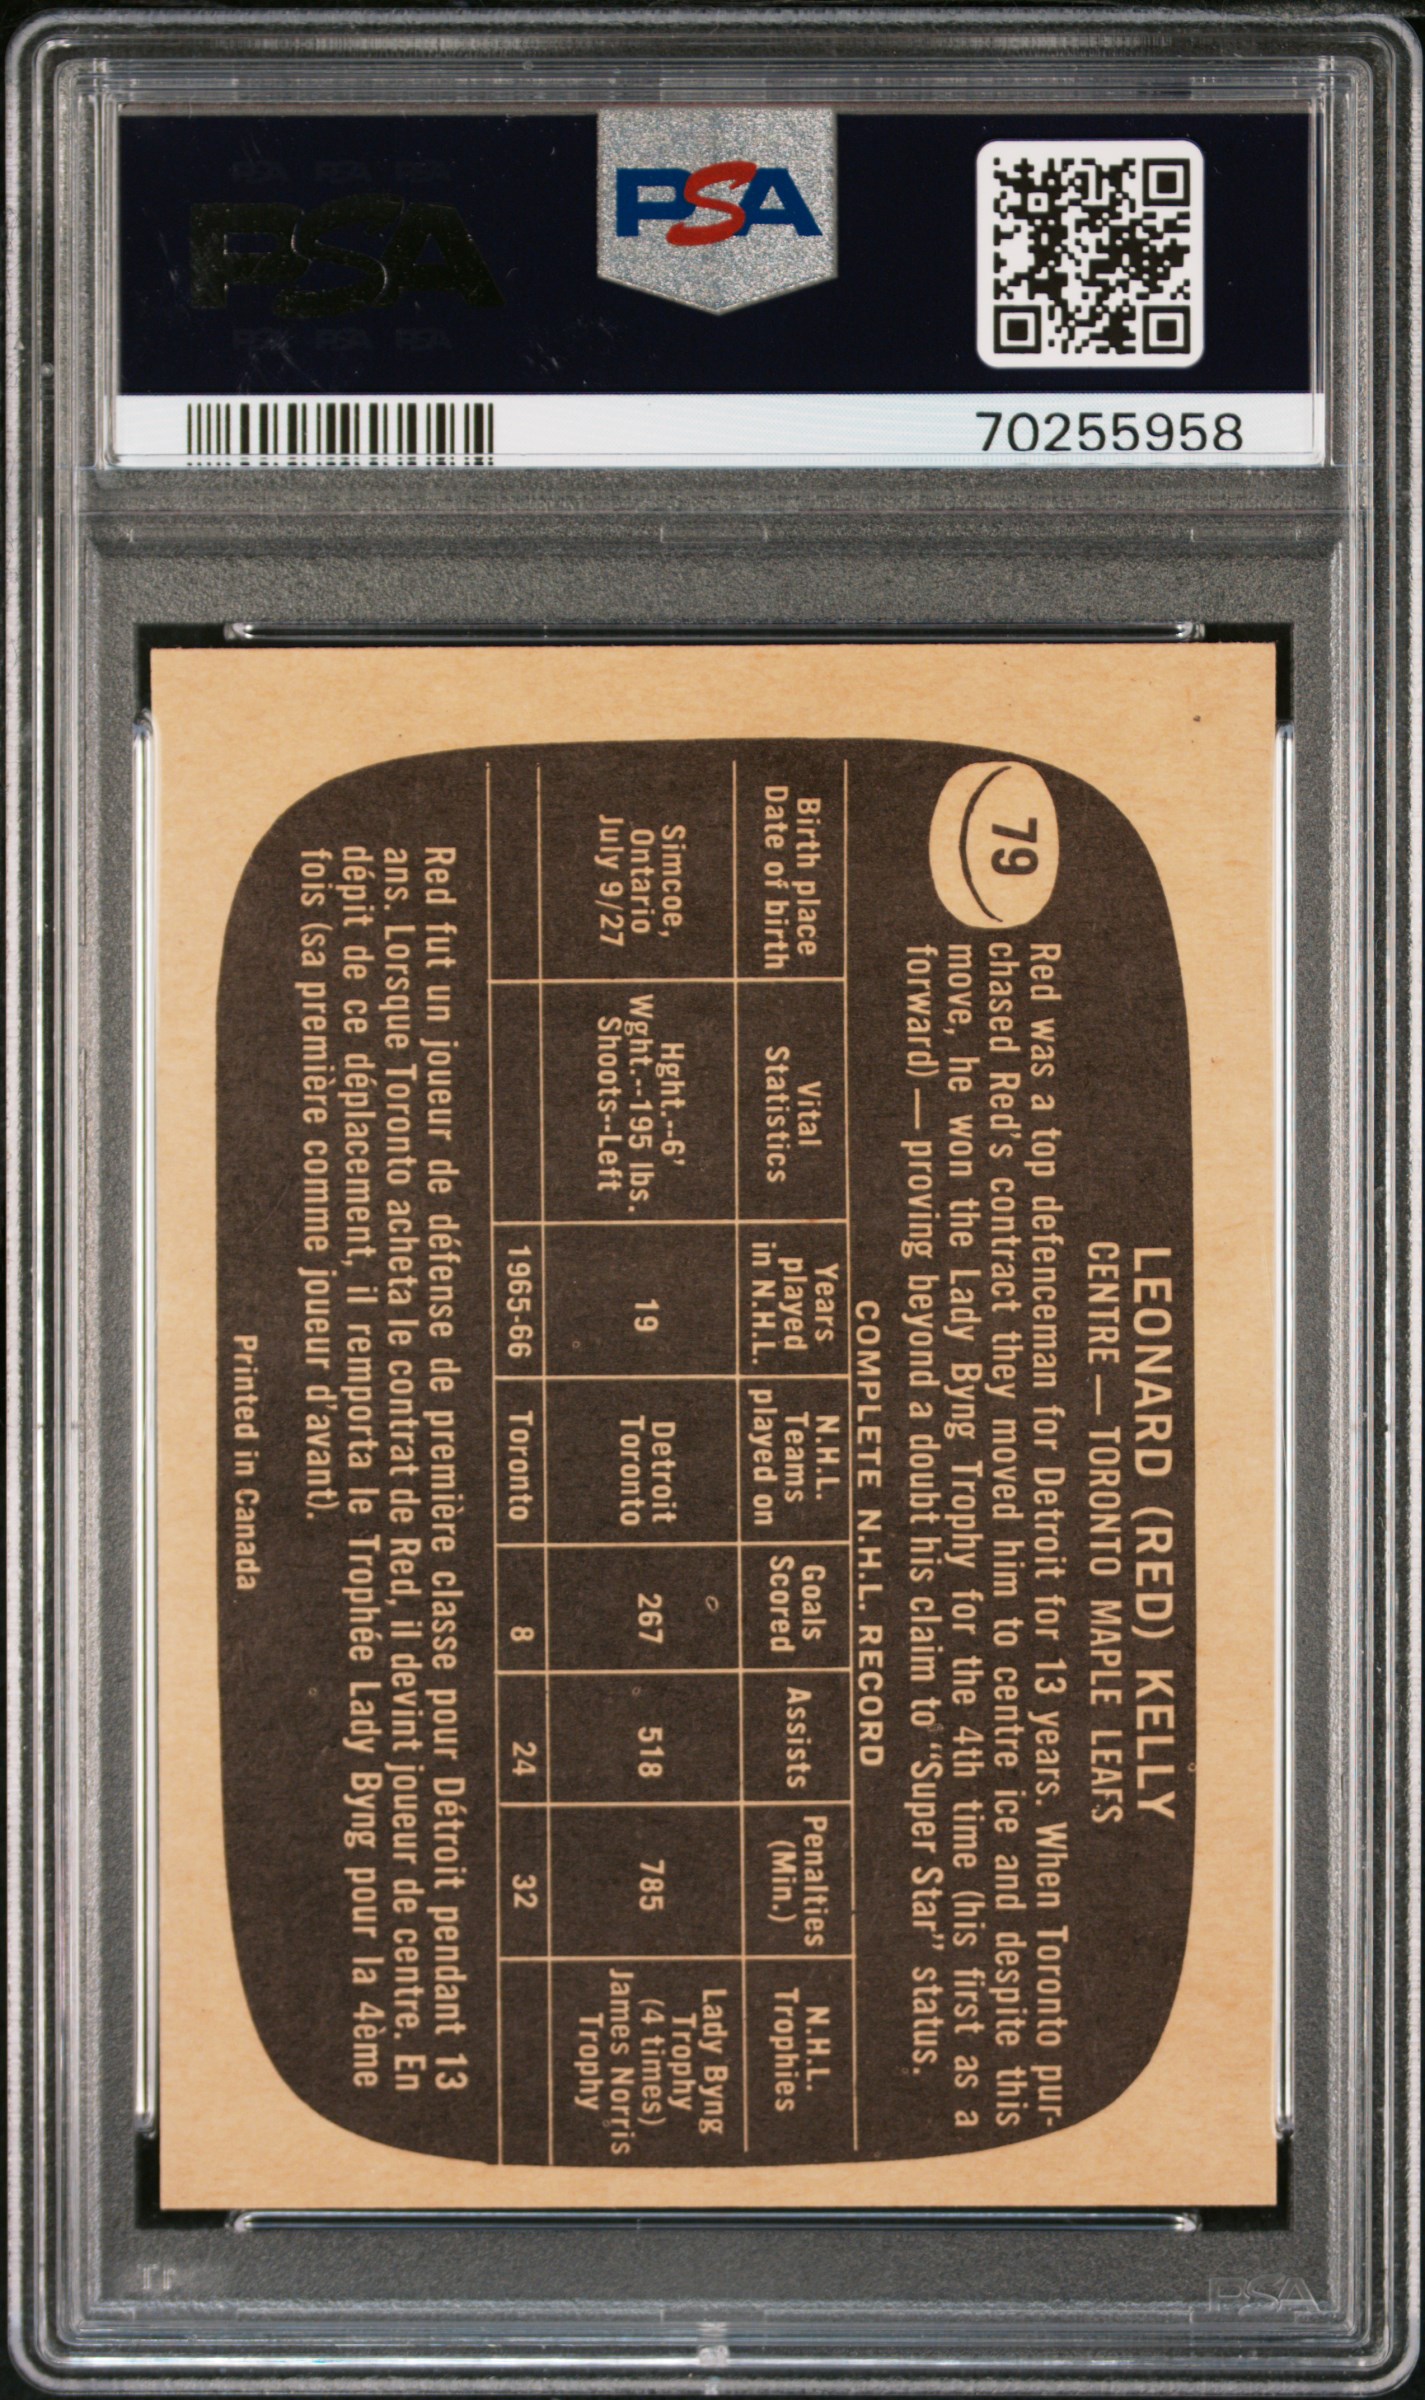 PSA
PSA PSA PSA
PSA
PSA PSA PSA
70255958
79
LEONARD (RED) KELLY
CENTRE — TORONTO MAPLE LEAFS
Red was a top defenceman for Detroit for 13 years. When Toronto pur-
chased Red's contract they moved him to centre ice and despite this
move, he won the Lady Byng Trophy for the 4th time (his first as a
forward) — proving beyond a doubt his claim to "Super Star" status.
COMPLETE N.H.L. RECORD
Birth place
Date of birth
Vital
Statistics
Years
played
in N.H.L.
N.H.L.
Teams
played on
Goals
Scored
Assists
Penalties
(Min.)
N.H.L.
Trophies
Simcoe,
Ontario
July 9/27
Hght.--6'
Wght.--195 lbs.
Shoots--Left
19
Detroit
Toronto
267
518
785
Lady Byng
Trophy
(4 times)
James Norris
Trophy
1965-66
Toronto
8
24
32
Red fut un joueur de défense de première classe pour Détroit pendant 13
ans. Lorsque Toronto acheta le contrat de Red, il devint joueur de centre. En
dépit de ce déplacement, il remporta le Trophée Lady Byng pour la 4ème
fois (sa première comme joueur d'avant).
Printed in Canada
PSA